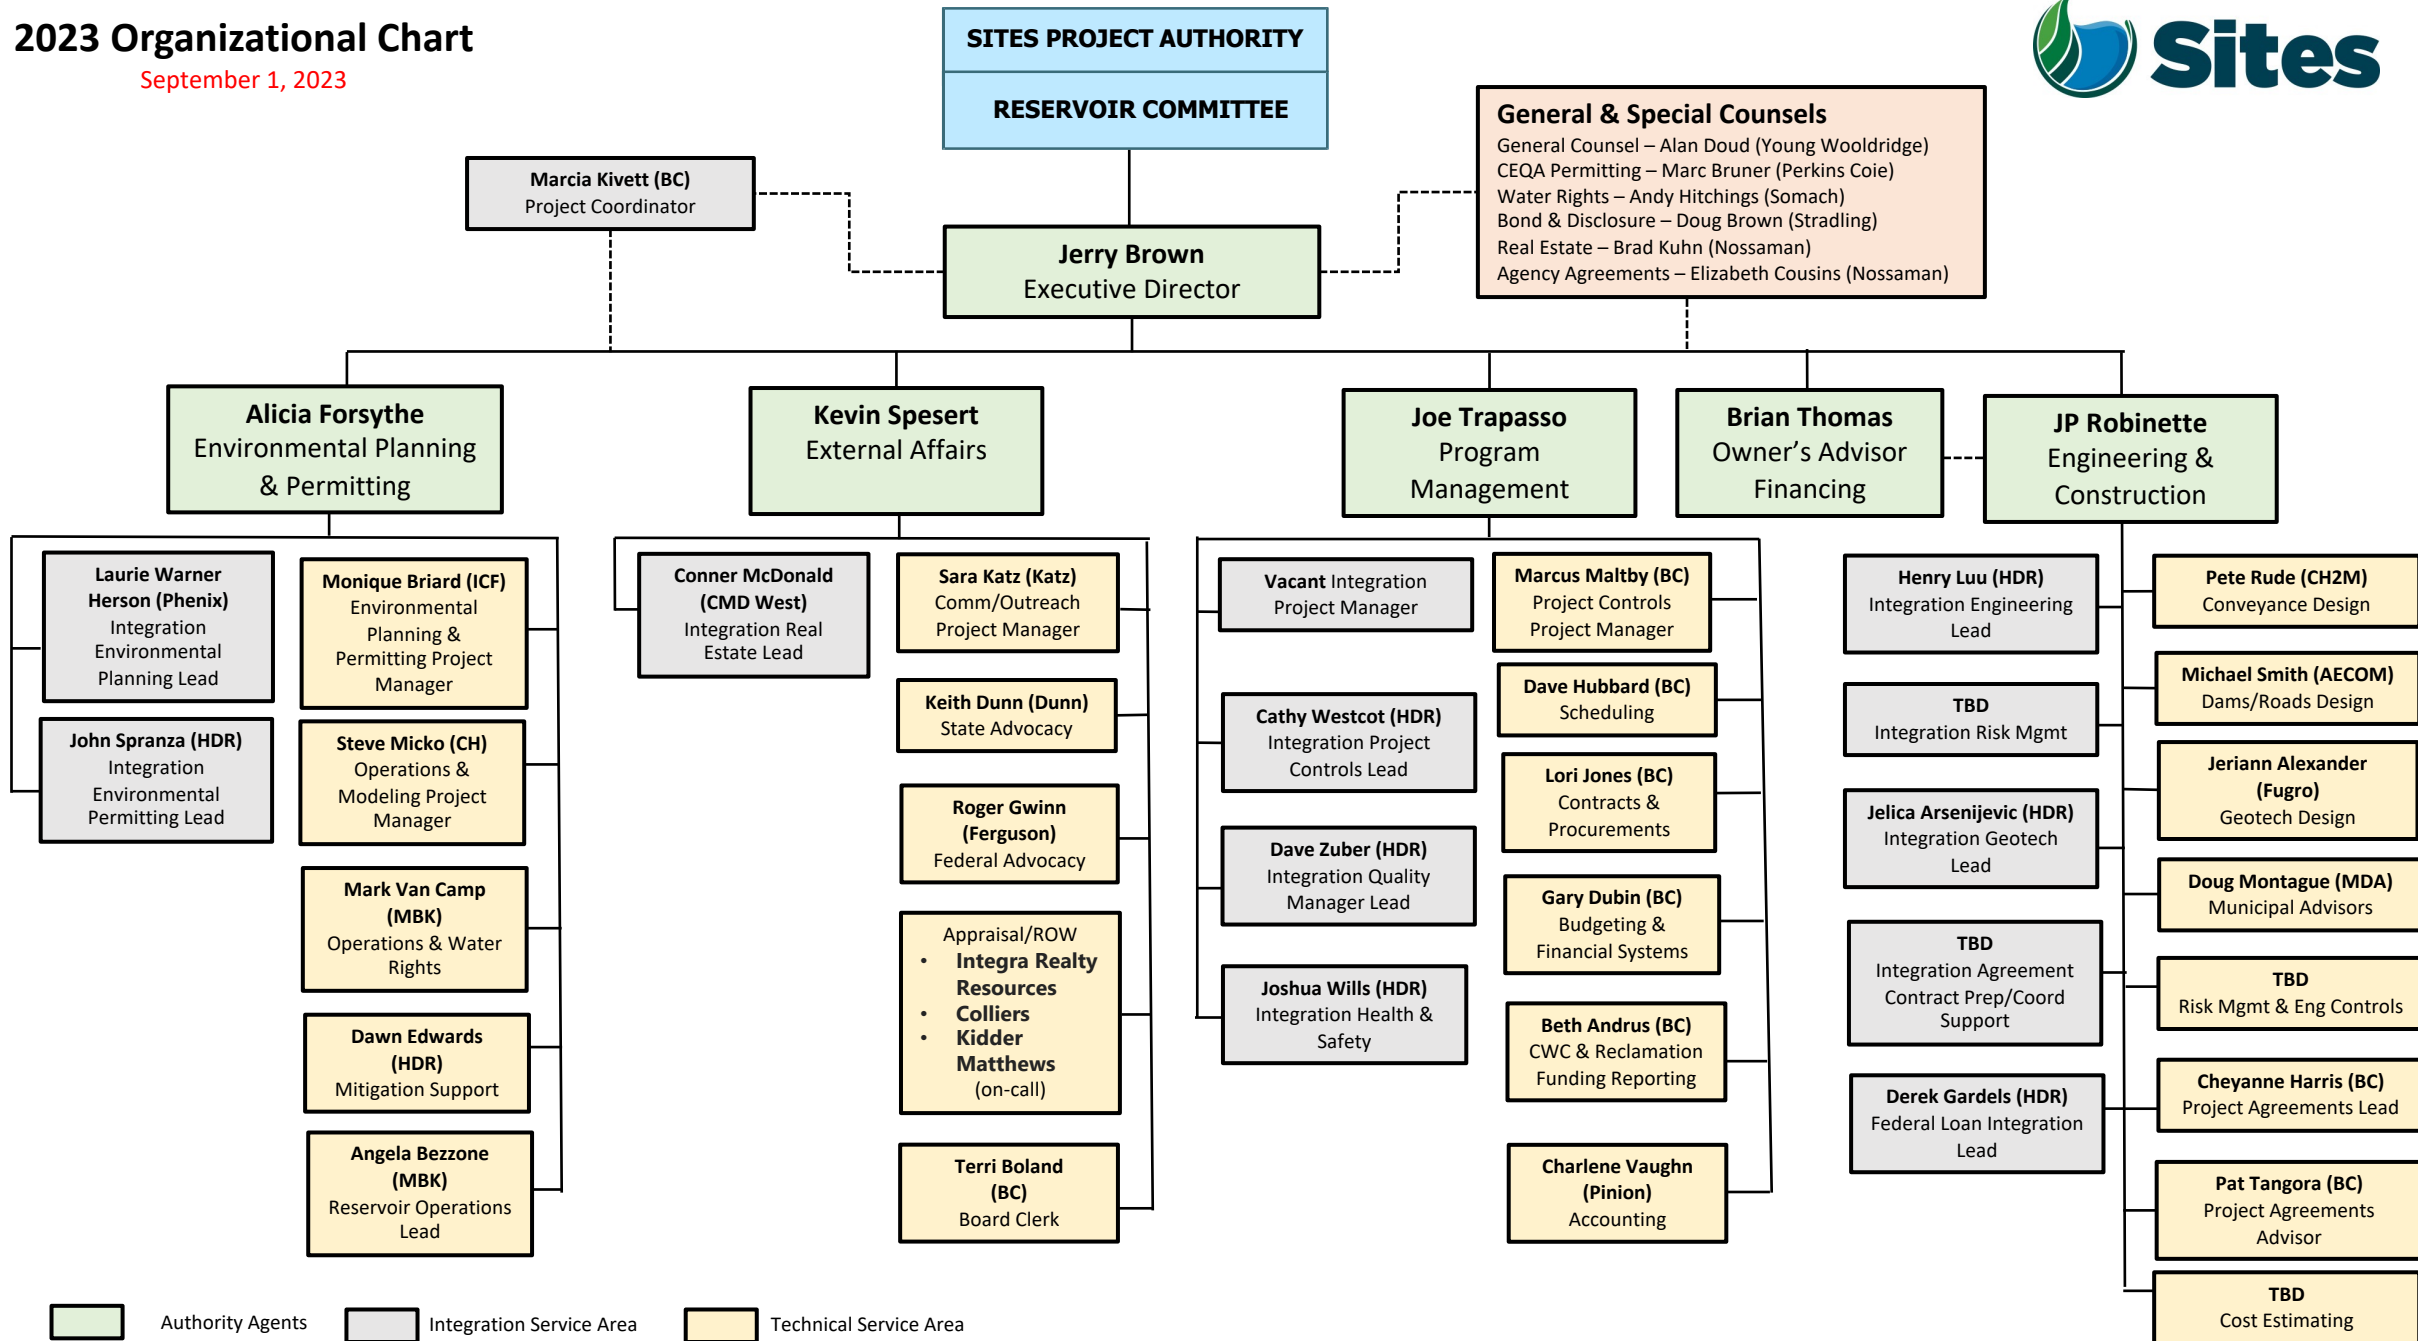 2023 Organizational Chart
September 1, 2023
SITES PROJECT AUTHORITY
RESERVOIR COMMITTEE
Sites
General & Special Counsels
General Counsel – Alan Doud (Young Wooldridge)
CEQA Permitting – Marc Bruner (Perkins Coie)
Water Rights – Andy Hitchings (Somach)
Bond & Disclosure – Doug Brown (Stradling)
Real Estate – Brad Kuhn (Nossaman)
Agency Agreements – Elizabeth Cousins (Nossaman)
Marcia Kivett (BC)
Project Coordinator
Jerry Brown
Executive Director
Alicia Forsythe
Environmental Planning
& Permitting
Kevin Spesert
External Affairs
Joe Trapasso
Program
Management
Brian Thomas
Owner’s Advisor
Financing
JP Robinette
Engineering &
Construction
Laurie Warner
Herson (Phenix)
Integration
Environmental
Planning Lead
John Spranza (HDR)
Integration
Environmental
Permitting Lead
Monique Briard (ICF)
Environmental
Planning &
Permitting Project
Manager
Steve Micko (CH)
Operations &
Modeling Project
Manager
Mark Van Camp
(MBK)
Operations & Water
Rights
Dawn Edwards
(HDR)
Mitigation Support
Angela Bezzone
(MBK)
Reservoir Operations
Lead
Conner McDonald
(CMD West)
Integration Real
Estate Lead
Sara Katz (Katz)
Comm/Outreach
Project Manager
Keith Dunn (Dunn)
State Advocacy
Roger Gwinn
(Ferguson)
Federal Advocacy
Appraisal/ROW
• Integra Realty
Resources
• Colliers
• Kidder
Matthews
(on-call)
Terri Boland
(BC)
Board Clerk
Vacant Integration
Project Manager
Cathy Westcot (HDR)
Integration Project
Controls Lead
Dave Zuber (HDR)
Integration Quality
Manager Lead
Joshua Wills (HDR)
Integration Health &
Safety
Marcus Maltby (BC)
Project Controls
Project Manager
Dave Hubbard (BC)
Scheduling
Lori Jones (BC)
Contracts &
Procurements
Gary Dubin (BC)
Budgeting &
Financial Systems
Beth Andrus (BC)
CWC & Reclamation
Funding Reporting
Charlene Vaughn
(Pinion)
Accounting
Henry Luu (HDR)
Integration Engineering
Lead
TBD
Integration Risk Mgmt
Jelica Arsenijevic (HDR)
Integration Geotech
Lead
TBD
Integration Agreement
Contract Prep/Coord
Support
Derek Gardels (HDR)
Federal Loan Integration
Lead
Pete Rude (CH2M)
Conveyance Design
Michael Smith (AECOM)
Dams/Roads Design
Jeriann Alexander
(Fugro)
Geotech Design
Doug Montague (MDA)
Municipal Advisors
TBD
Risk Mgmt & Eng Controls
Cheyanne Harris (BC)
Project Agreements Lead
Pat Tangora (BC)
Project Agreements
Advisor
TBD
Cost Estimating
Authority Agents
Integration Service Area
Technical Service Area